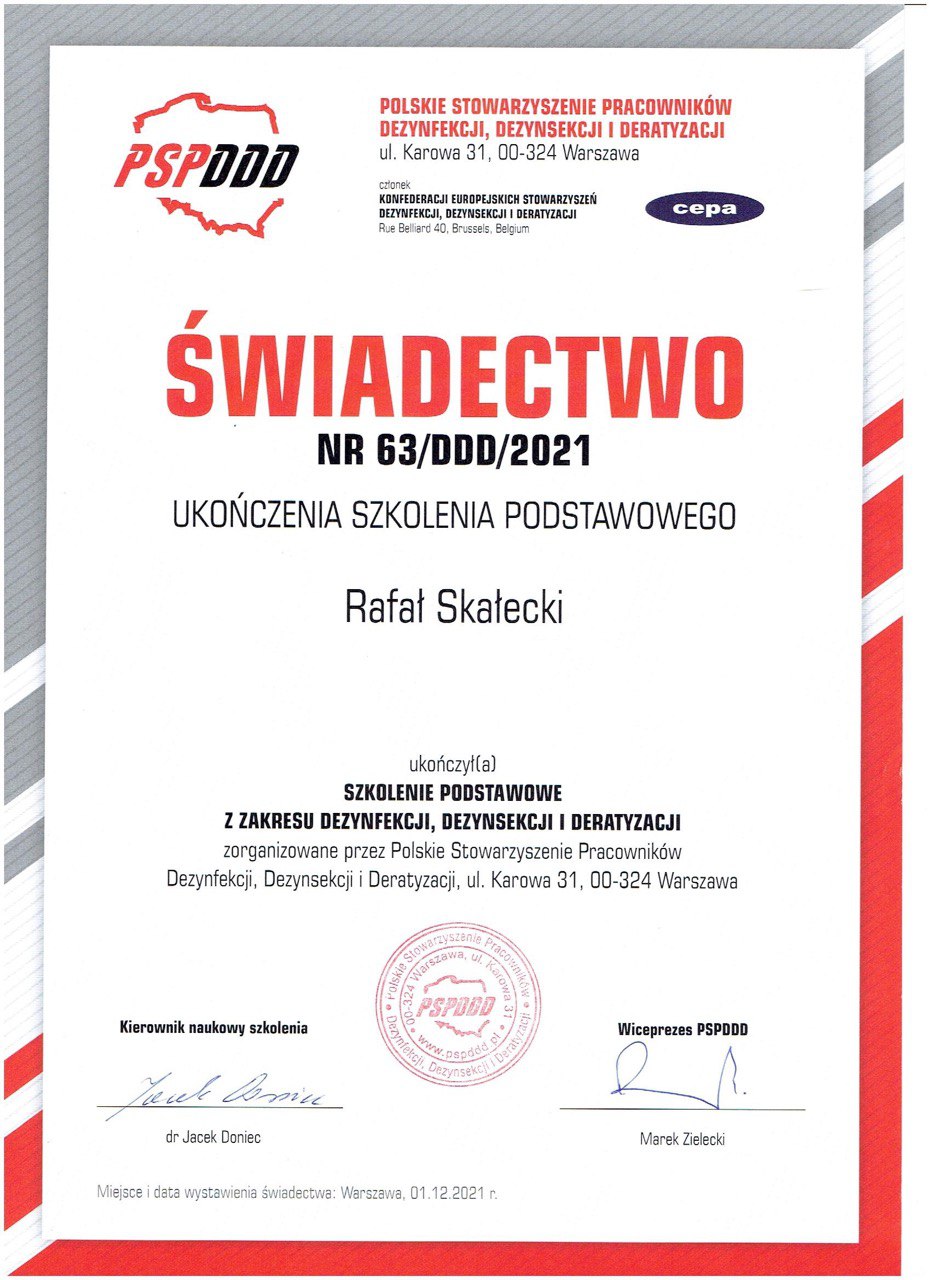 PSPDDD
POLSKIE STOWARZYSZENIE PRACOWNIKÓW
DEZYNFEKCJI, DEZYNSEKCJI I DERATYZACJI
ul. Karowa 31, 00-324 Warszawa
członek
KONFEDERACJI EUROPEJSKICH STOWARZYSZEŃ
DEZYNFEKCJI, DEZYNSEKCJI I DERATYZACJI
Rue Belliard 40, Brussels, Belgium
cepa
ŚWIADECTWO
NR 63/DDD/2021
UKOŃCZENIA SZKOLENIA PODSTAWOWEGO
Rafał Skałecki
ukończył(a)
SZKOLENIE PODSTAWOWE
Z ZAKRESU DEZYNFEKCJI, DEZYNSEKCJI I DERATYZACJI
zorganizowane przez Polskie Stowarzyszenie Pracowników
Dezynfekcji, Dezynsekcji i Deratyzacji, ul. Karowa 31, 00-324 Warszawa
Polskie Stowarzyszenie Pracowników
Dezynfekcji, Dezynsekcji i Deratyzacji
00-324 Warszawa, ul. Karowa 31
PSPDDD
www.pspddd.pl
Kierownik naukowy szkolenia
Wiceprezes PSPDDD
Jacek Doniec
dr Jacek Doniec
Marek Zielecki
Miejsce i data wystawienia świadectwa: Warszawa, 01.12.2021 r.